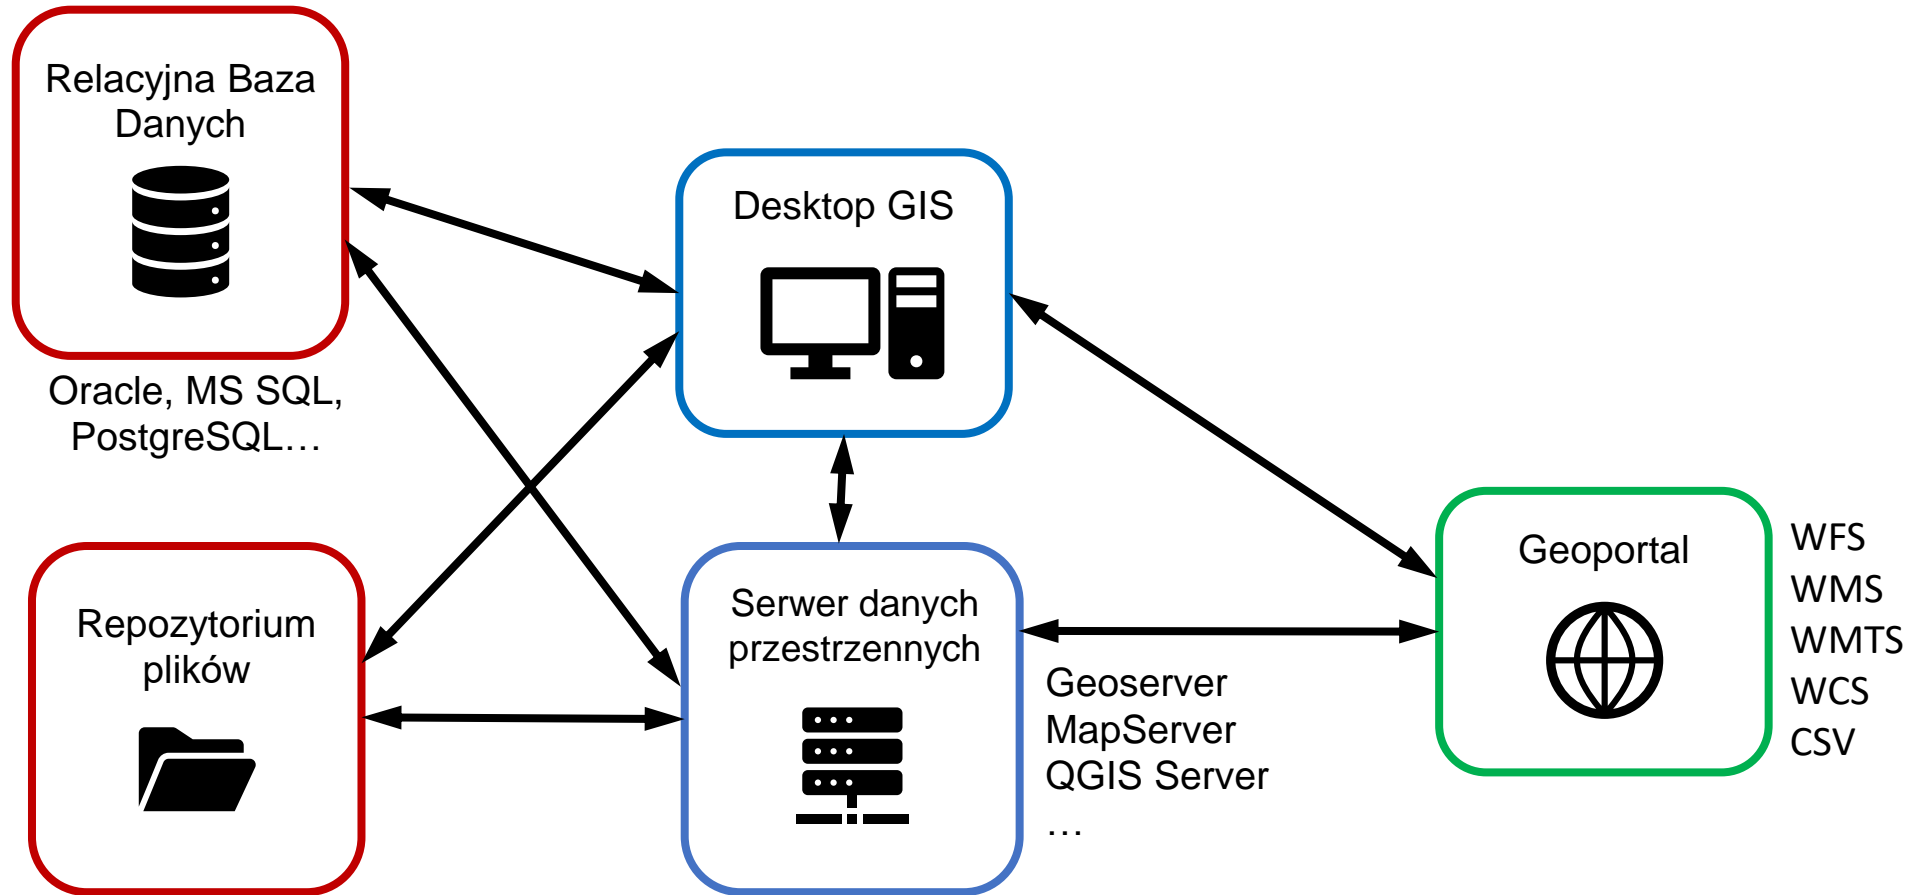 Relacyjna Baza
Danych
Oracle, MS SQL,
PostgreSQL…
Desktop GIS
Repozytorium
plików
Serwer danych
przestrzennych
Geoserver
MapServer
QGIS Server
…
Geoportal
WFS
WMS
WMTS
WCS
CSV